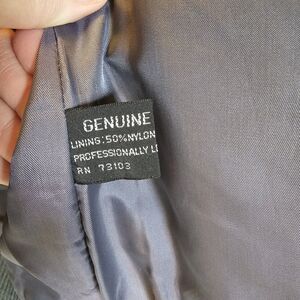 GENUINE
LINING:50%NYLON
PROFESSIONALLY
RN 73103